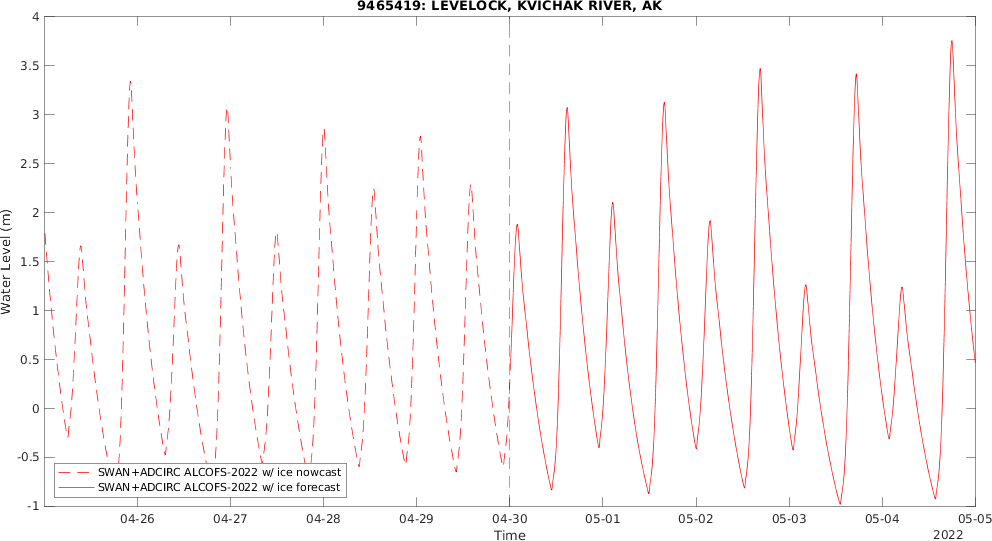 9465419: LEVELOCK, KVICHAK RIVER, AK
4
3.5
3
2.5
2
1.5
1
0.5
0
-0.5
-1
Water Level (m)
SWAN+ADCIRC ALCOFS-2022 w/ ice nowcast
SWAN+ADCIRC ALCOFS-2022 w/ ice forecast
04-26 04-27 04-28 04-29 04-30 05-01 05-02 05-03 05-04 05-05
Time
2022